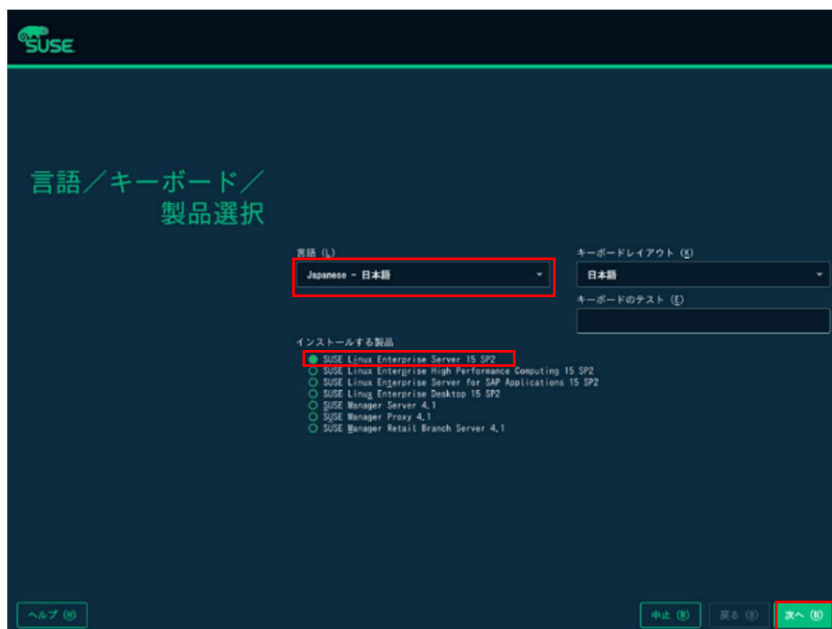 SUSE
言語/キーボード/
製品選択
言語 (L)
Japanese - 日本語
キーボードレイアウト (K)
日本語
キーボードのテスト (E)
インストールする製品
SUSE Linux Enterprise Server 15 SP2
SUSE Linux Enterprise High Performance Computing 15 SP2
SUSE Linux Enterprise Server for SAP Applications 15 SP2
SUSE Linux Enterprise Desktop 15 SP2
SUSE Manager Server 4.1
SUSE Manager Proxy 4.1
SUSE Manager Retail Branch Server 4.1
ヘルプ (H)
中止 (R)
戻る (B)
次へ (N)